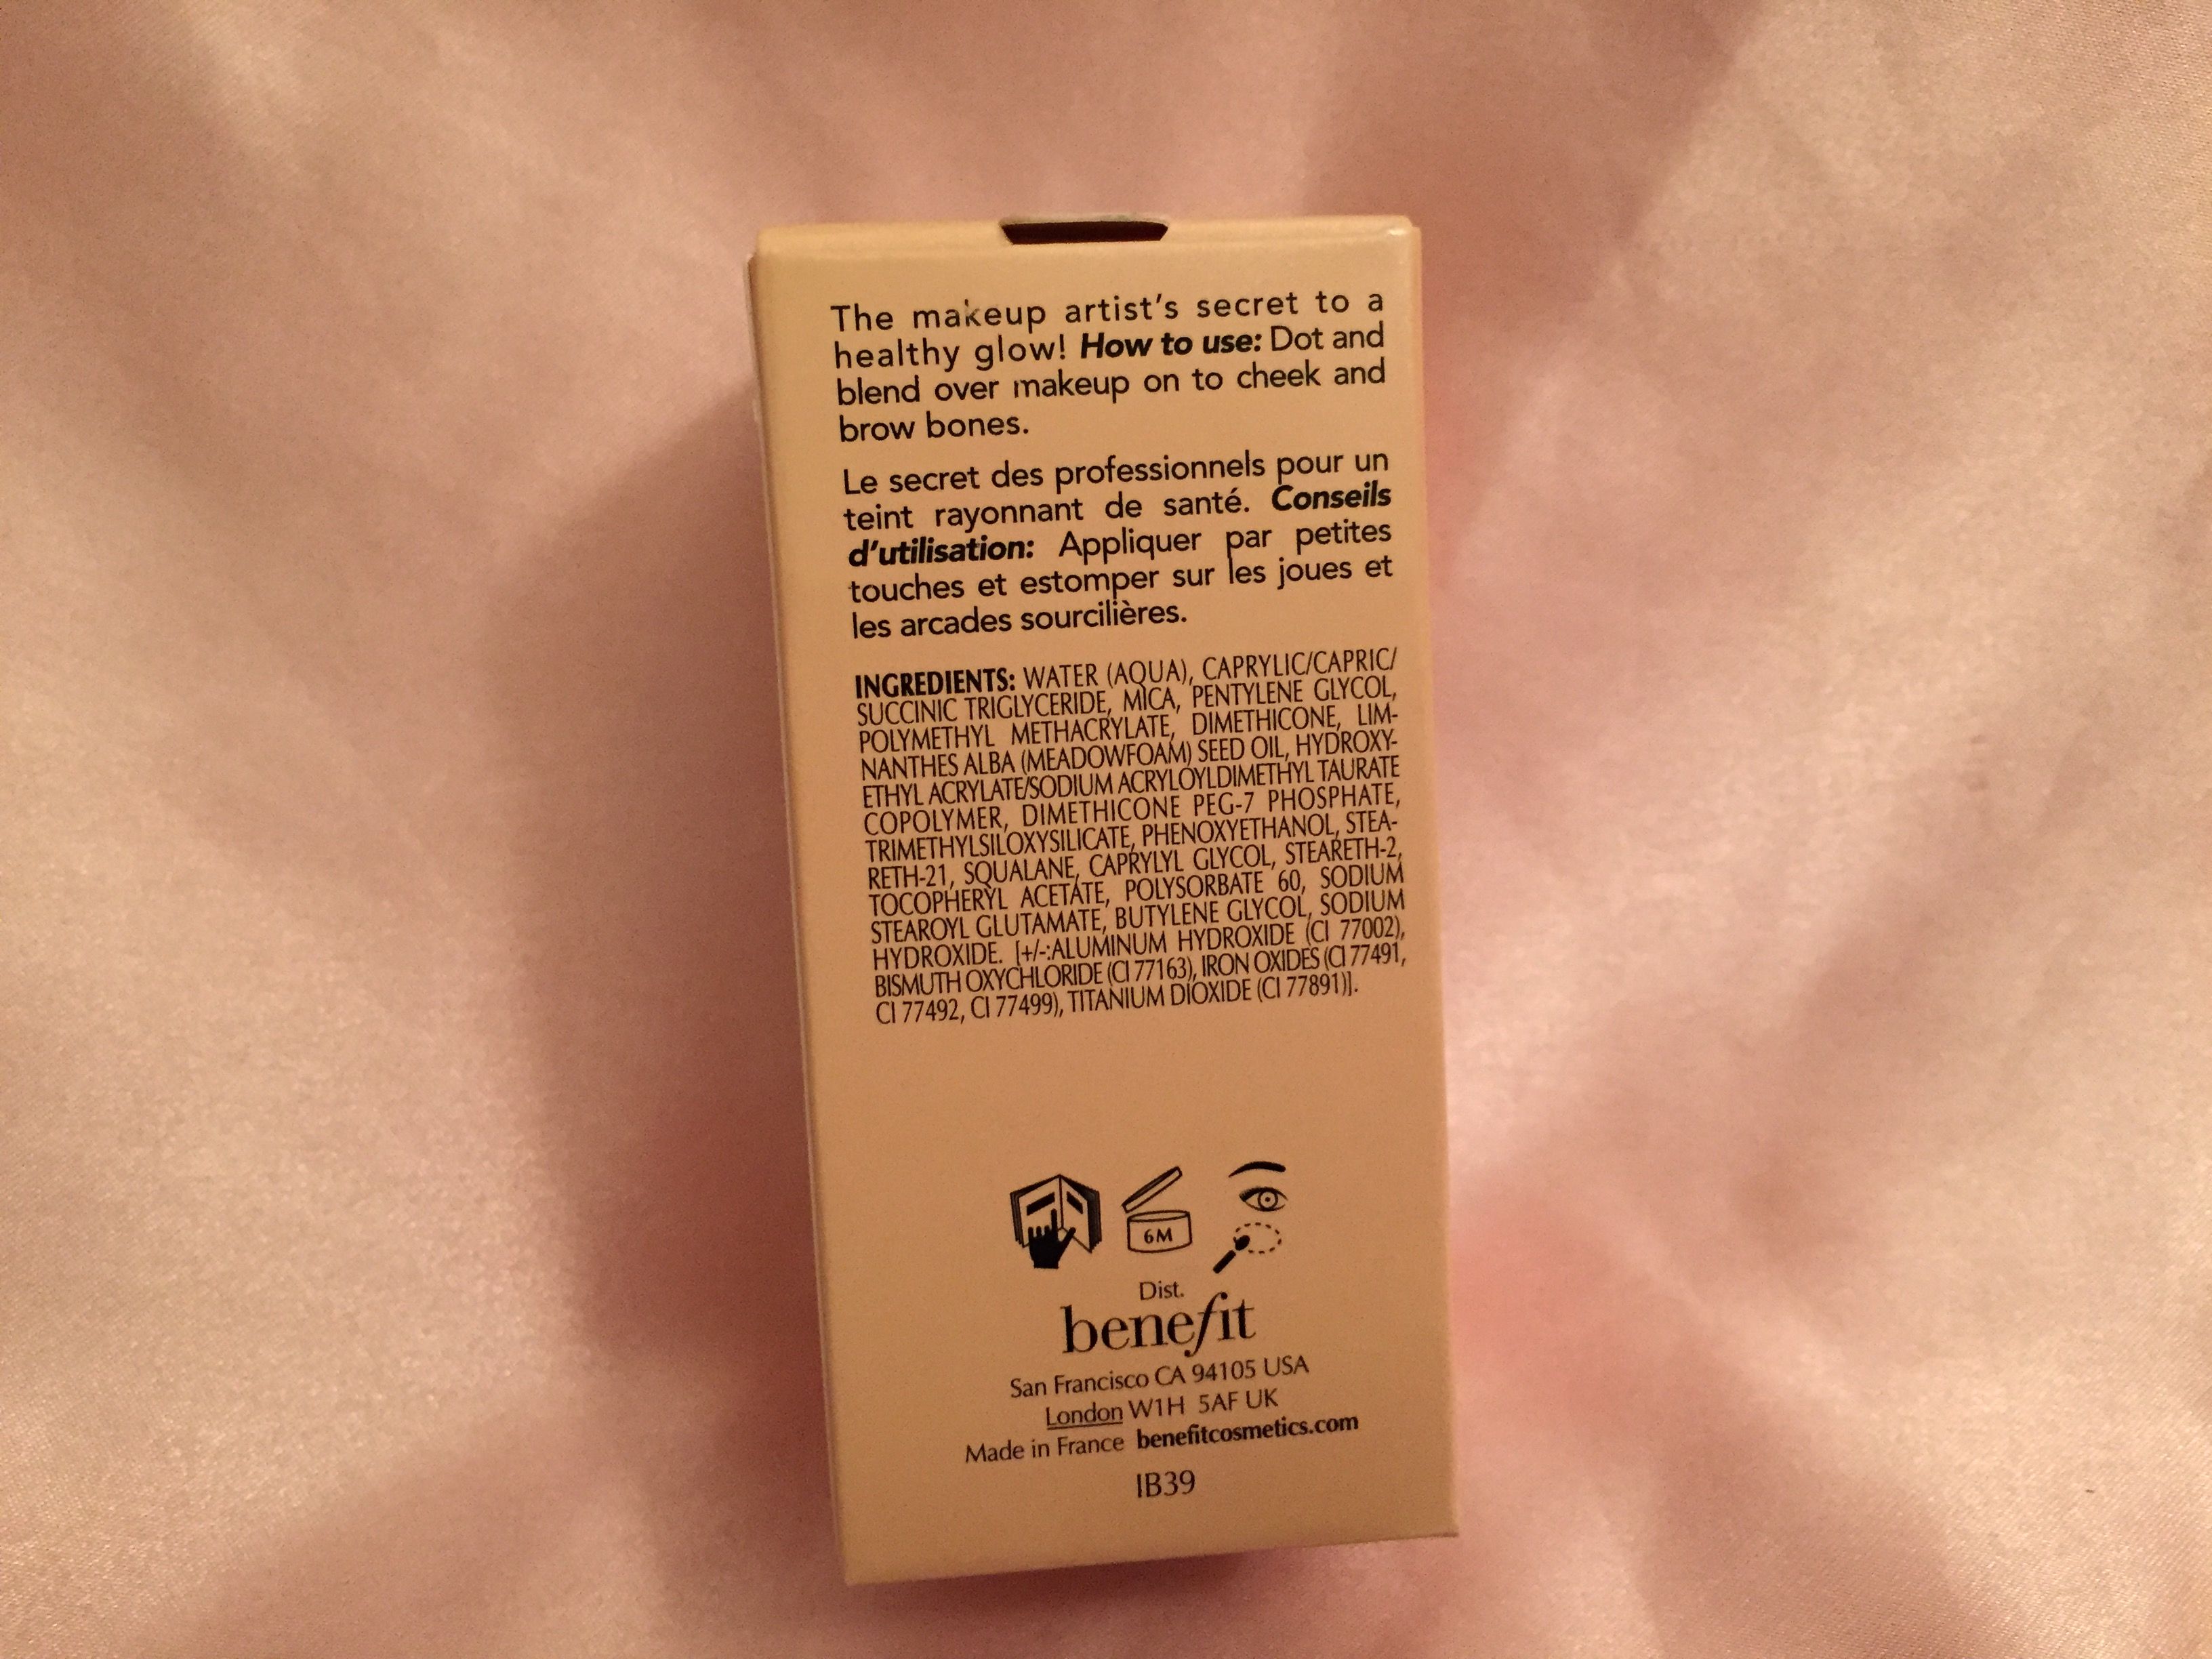 The makeup artist's secret to a
healthy glow! How to use: Dot and
blend over makeup on to cheek and
brow bones.
Le secret des professionnels pour un
teint rayonnant de santé. Conseils
d'utilisation: Appliquer par petites
touches et estomper sur les joues et
les arcades sourcilières.
INGREDIENTS: WATER (AQUA), CAPRYLIC/CAPRIC/
SUCCINIC TRIGLYCERIDE, MICA, PENTYLENE GLYCOL,
POLYMETHYL METHACRYLATE, DIMETHICONE, LIM-
NANTHES ALBA (MEADOWFOAM) SEED OIL, HYDROXY-
ETHYL ACRYLATE/SODIUM ACRYLOYLDIMETHYL TAURATE
COPOLYMER, DIMETHICONE PEG-7 PHOSPHATE,
TRIMETHYLSILOXYSILICATE, PHENOXYETHANOL, STEA-
RETH-21, SQUALANE, CAPRYLYL GLYCOL, STEARETH-2,
TOCOPHERYL ACETATE, POLYSORBATE 60, SODIUM
STEAROYL GLUTAMATE, BUTYLENE GLYCOL, SODIUM
HYDROXIDE. [+/-:ALUMINUM HYDROXIDE (CI 77002),
BISMUTH OXYCHLORIDE (CI 77163), IRON OXIDES (CI 77491,
CI 77492, CI 77499), TITANIUM DIOXIDE (CI 77891)].
6M
Dist.
benefit
San Francisco CA 94105 USA
London W1H 5AF UK
Made in France benefitcosmetics.com
IB39